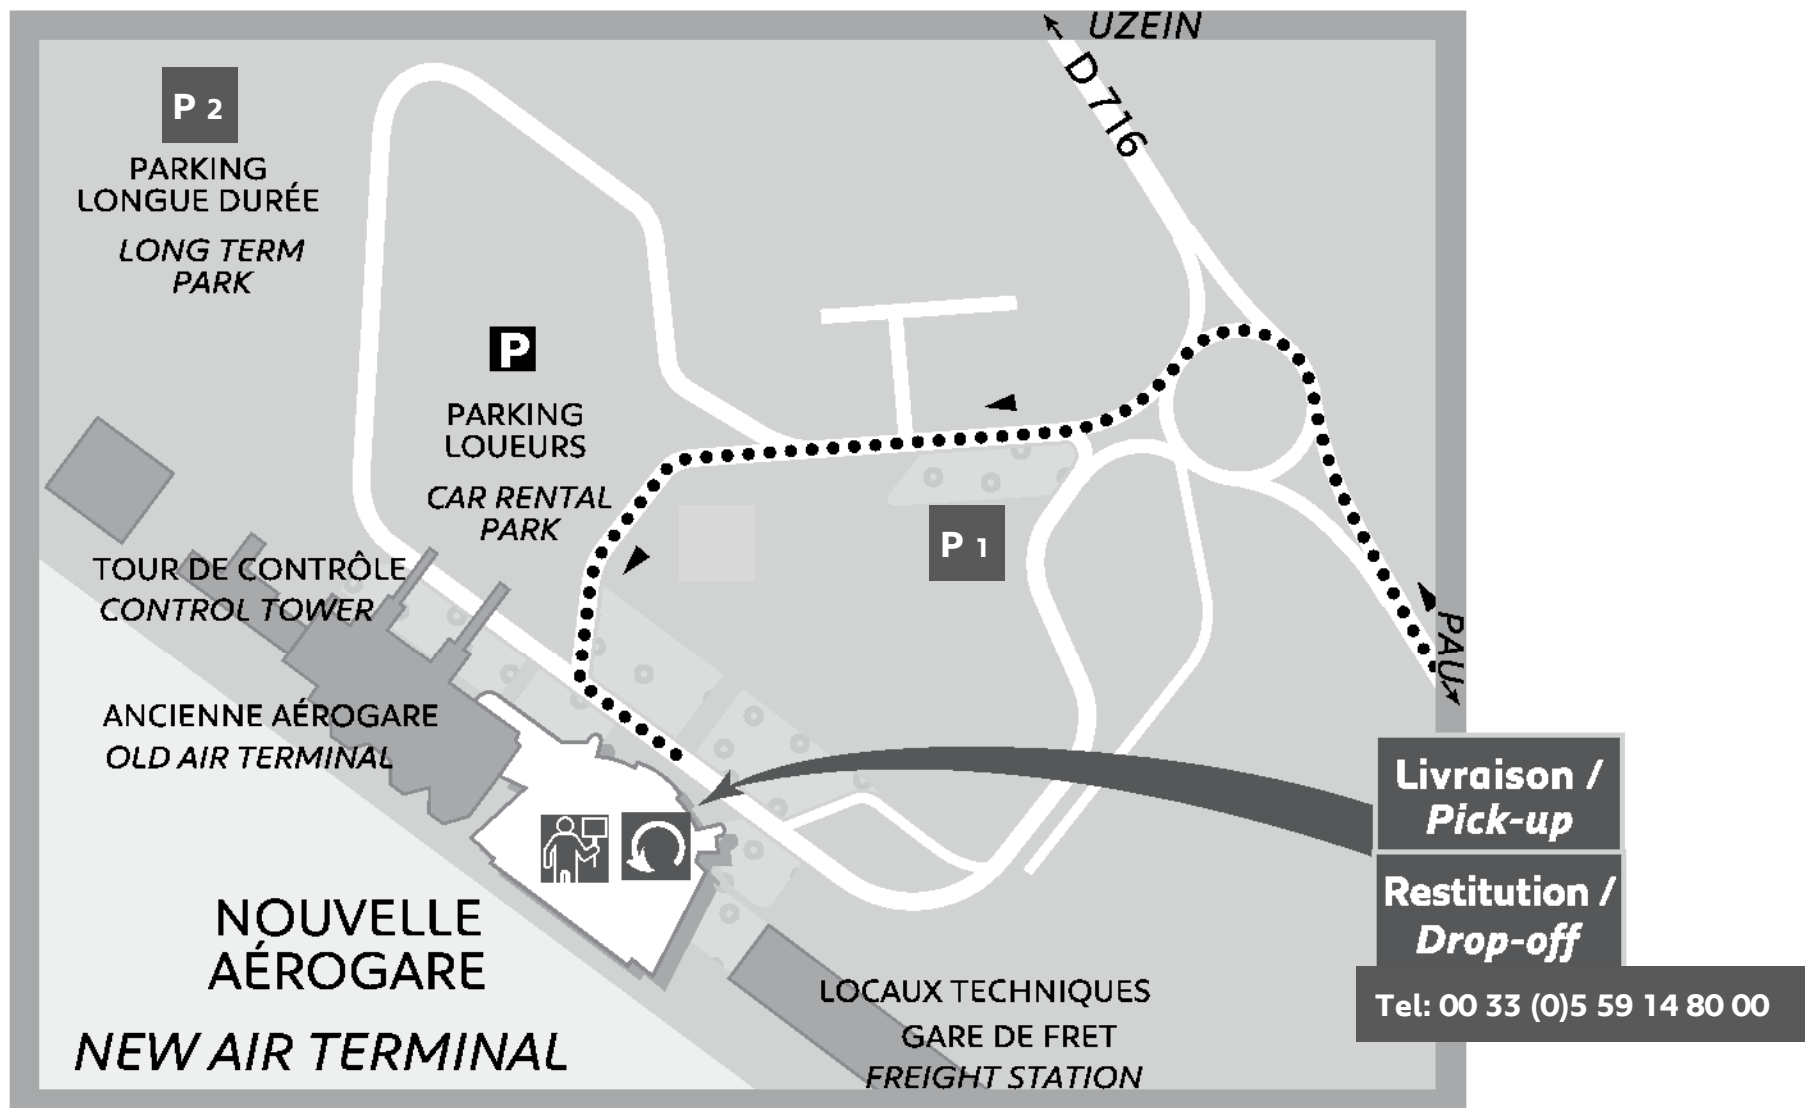 UZEIN
D 716
P 2
PARKING
LONGUE DURÉE
LONG TERM
PARK
P
PARKING
LOUEURS
CAR RENTAL
PARK
P 1
TOUR DE CONTRÔLE
CONTROL TOWER
PAU
ANCIENNE AÉROGARE
OLD AIR TERMINAL
Livraison /
Pick-up
Restitution /
Drop-off
Tel: 00 33 (0)5 59 14 80 00
NOUVELLE
AÉROGARE
NEW AIR TERMINAL
LOCAUX TECHNIQUES
GARE DE FRET
FREIGHT STATION